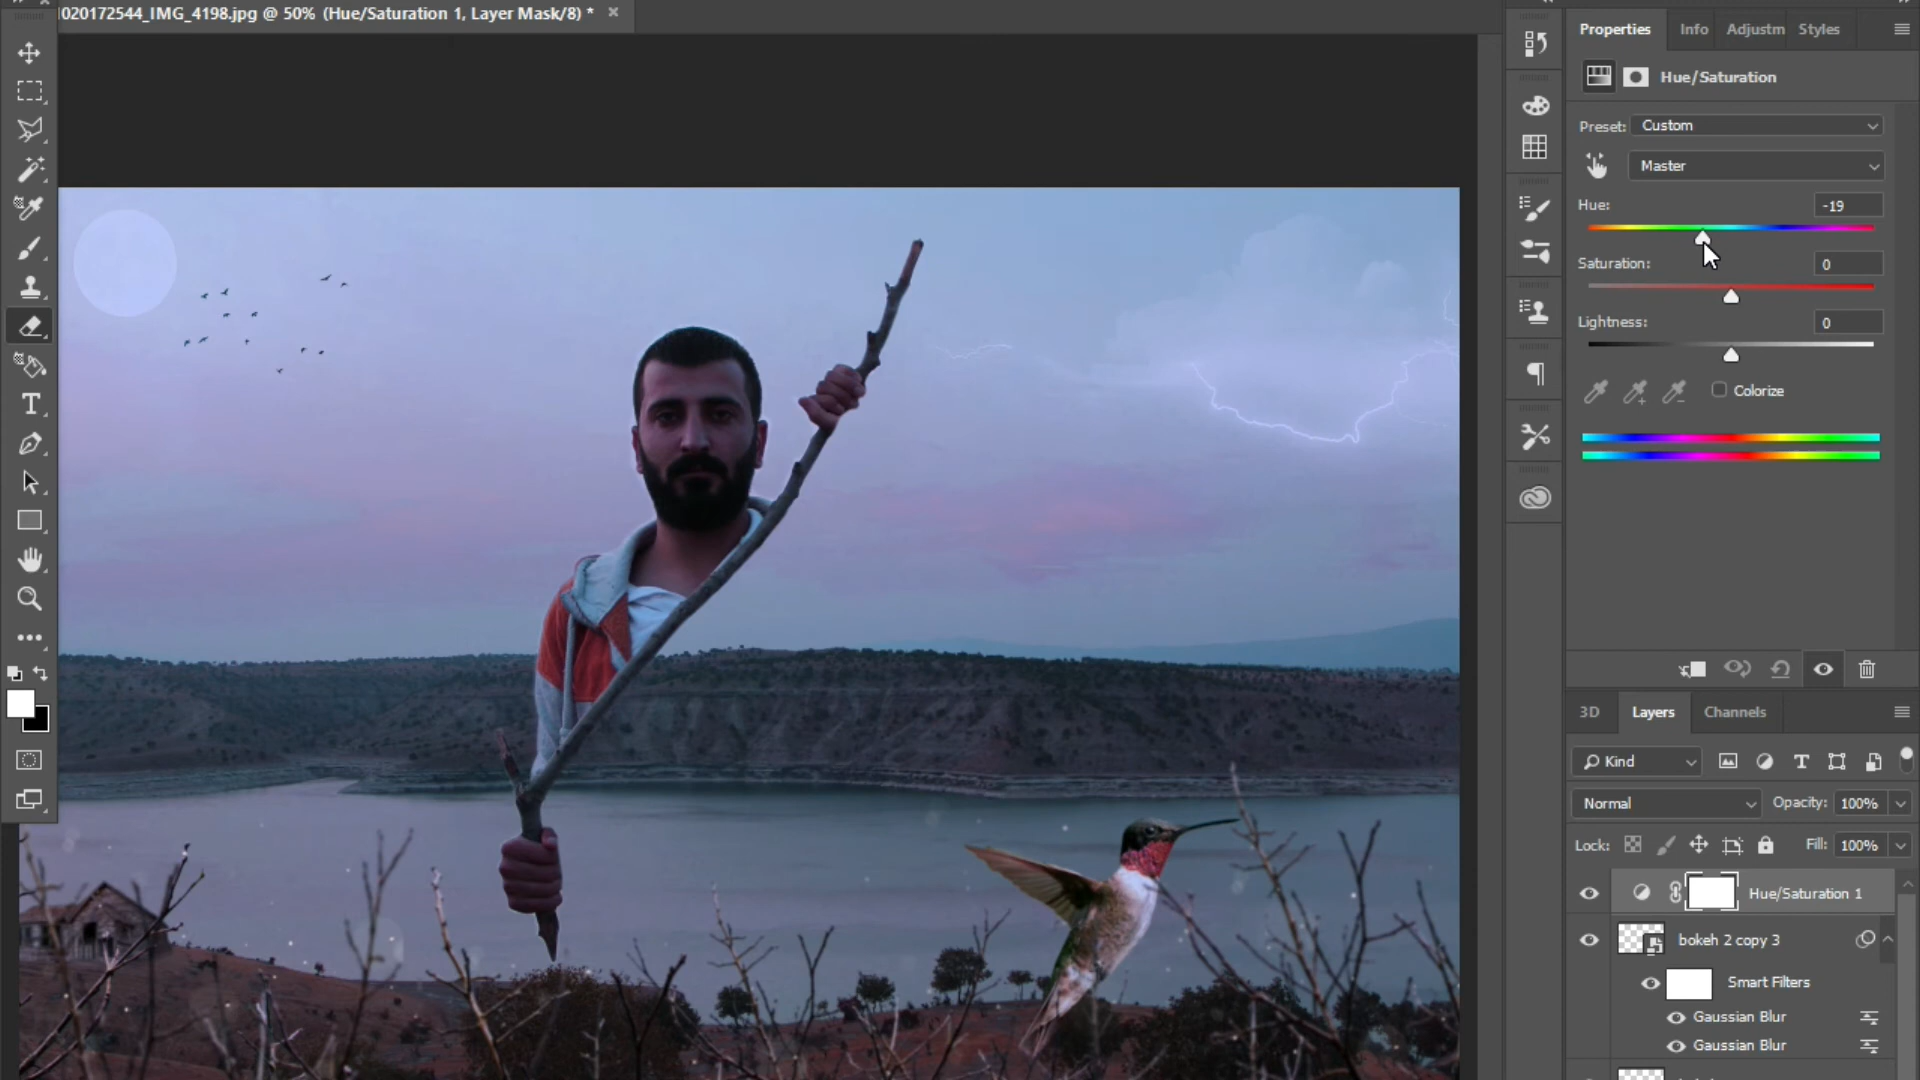 1020172544_IMG_4198.jpg @ 50% (Hue/Saturation 1, Layer Mask/8) *
Properties
Info
Adjustm
Styles
Hue/Saturation
Preset:
Custom
Master
Hue:
-19
Saturation:
0
Lightness:
0
Colorize
3D
Layers
Channels
Kind
Normal
Opacity:
100%
Lock:
Fill:
100%
Hue/Saturation 1
bokeh 2 copy 3
Smart Filters
Gaussian Blur
Gaussian Blur